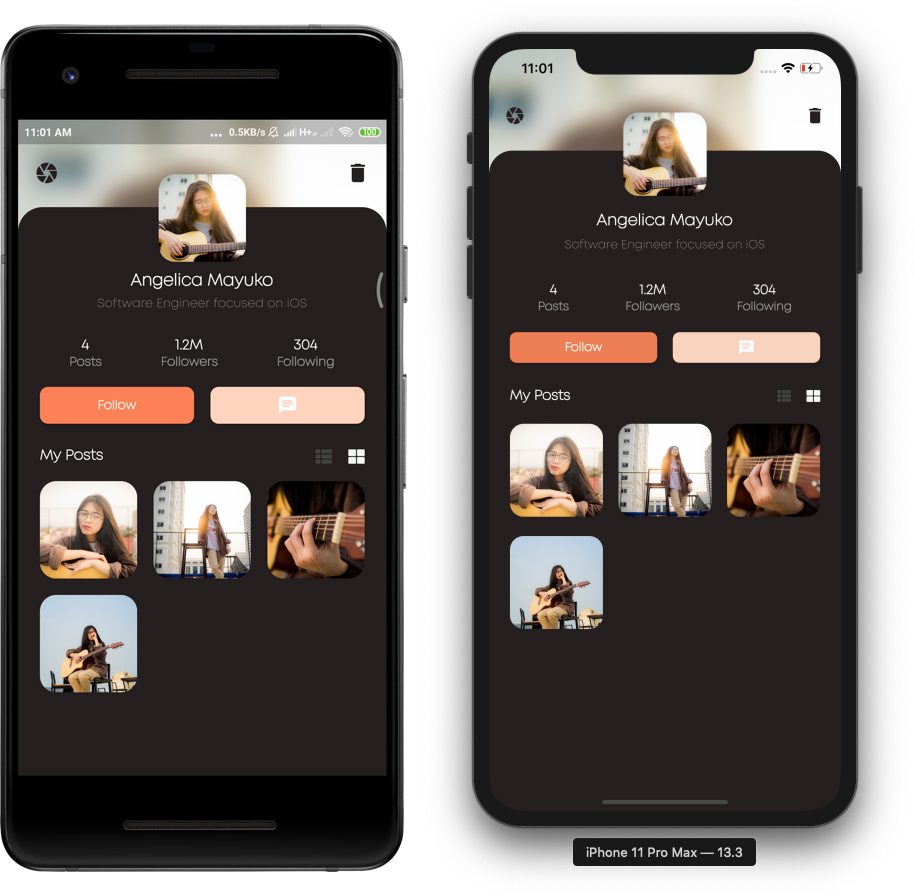 11:01 AM ... 0.5KB/s H+ 100
Angelica Mayuko
Software Engineer focused on iOS
4 1.2M 304
Posts Followers Following
Follow
My Posts
11:01
Angelica Mayuko
Software Engineer focused on iOS
4 1.2M 304
Posts Followers Following
Follow
My Posts
iPhone 11 Pro Max — 13.3